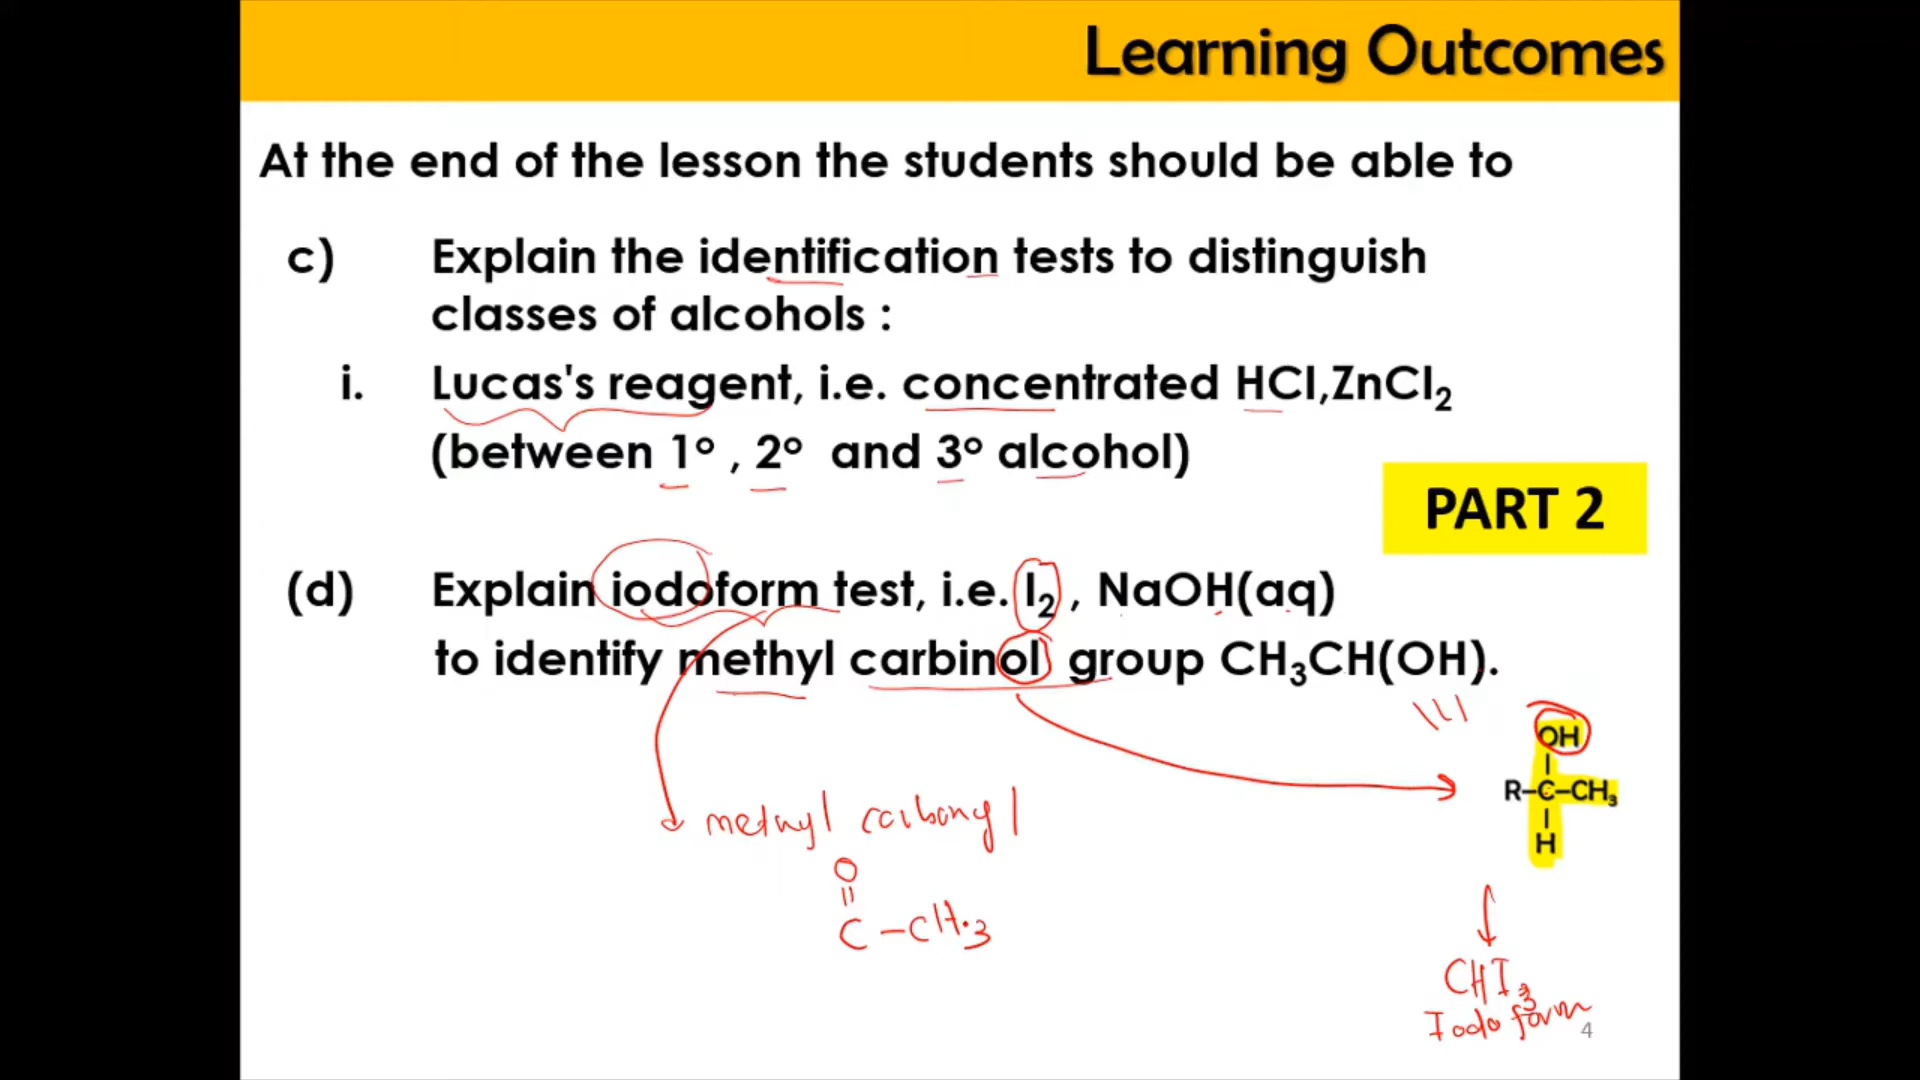 Learning Outcomes
At the end of the lesson the students should be able to
c) Explain the identification tests to distinguish
classes of alcohols :
i. Lucas's reagent, i.e. concentrated HCl,ZnCl₂
(between 1° , 2° and 3° alcohol)
PART 2
(d) Explain iodoform test, i.e. I₂ , NaOH(aq)
to identify methyl carbinol group CH₃CH(OH).
OH
R–C–CH₃
H
methyl carbonyl
O
C –CH3
CHI3
Iodoform
4